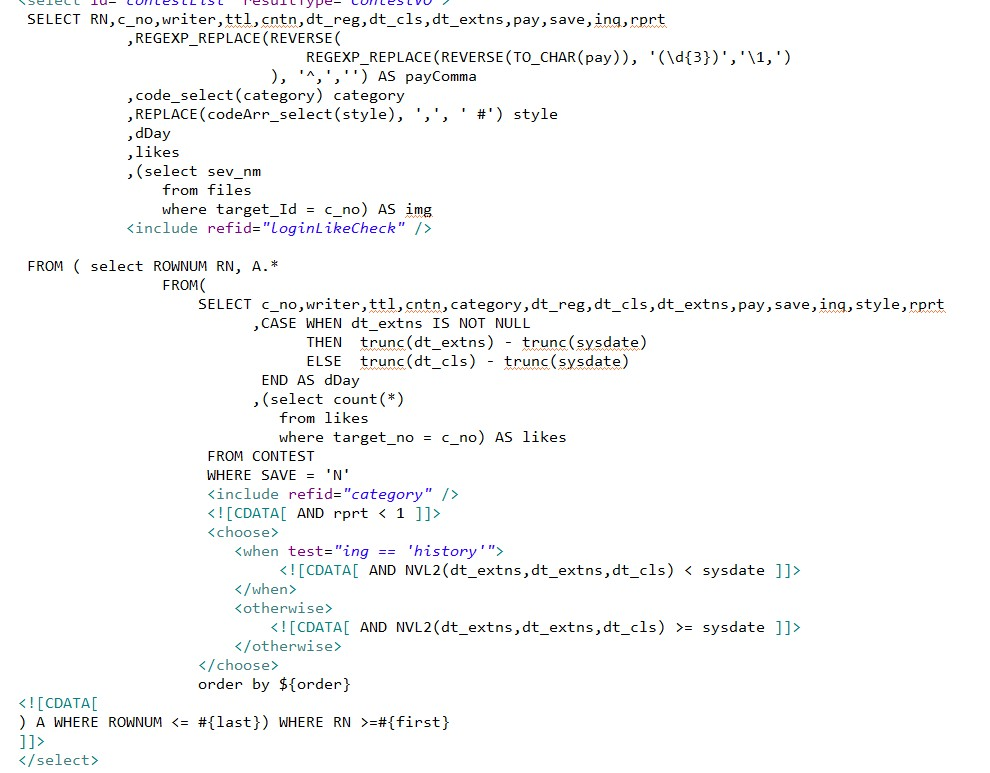 <select id="contestList" resultType="contestVO">
SELECT RN,c_no,writer,ttl,cntn,dt_reg,dt_cls,dt_extns,pay,save,inq,rprt
,REGEXP_REPLACE(REVERSE(
REGEXP_REPLACE(REVERSE(TO_CHAR(pay)), '(\d{3})','\1,')
), '^,','') AS payComma
,code_select(category) category
,REPLACE(codeArr_select(style), ',', ' #') style
,dDay
,likes
,(select sev_nm
from files
where target_Id = c_no) AS img
<include refid="loginLikeCheck" />
FROM ( select ROWNUM RN, A.*
FROM(
SELECT c_no,writer,ttl,cntn,category,dt_reg,dt_cls,dt_extns,pay,save,inq,style,rprt
,CASE WHEN dt_extns IS NOT NULL
THEN trunc(dt_extns) - trunc(sysdate)
ELSE trunc(dt_cls) - trunc(sysdate)
END AS dDay
,(select count(*)
from likes
where target_no = c_no) AS likes
FROM CONTEST
WHERE SAVE = 'N'
<include refid="category" />
<![CDATA[ AND rprt < 1 ]]>
<choose>
<when test="ing == 'history'">
<![CDATA[ AND NVL2(dt_extns,dt_extns,dt_cls) < sysdate ]]>
</when>
<otherwise>
<![CDATA[ AND NVL2(dt_extns,dt_extns,dt_cls) >= sysdate ]]>
</otherwise>
</choose>
order by ${order}
<![CDATA[
) A WHERE ROWNUM <= #{last}) WHERE RN >=#{first}
]]>
</select>